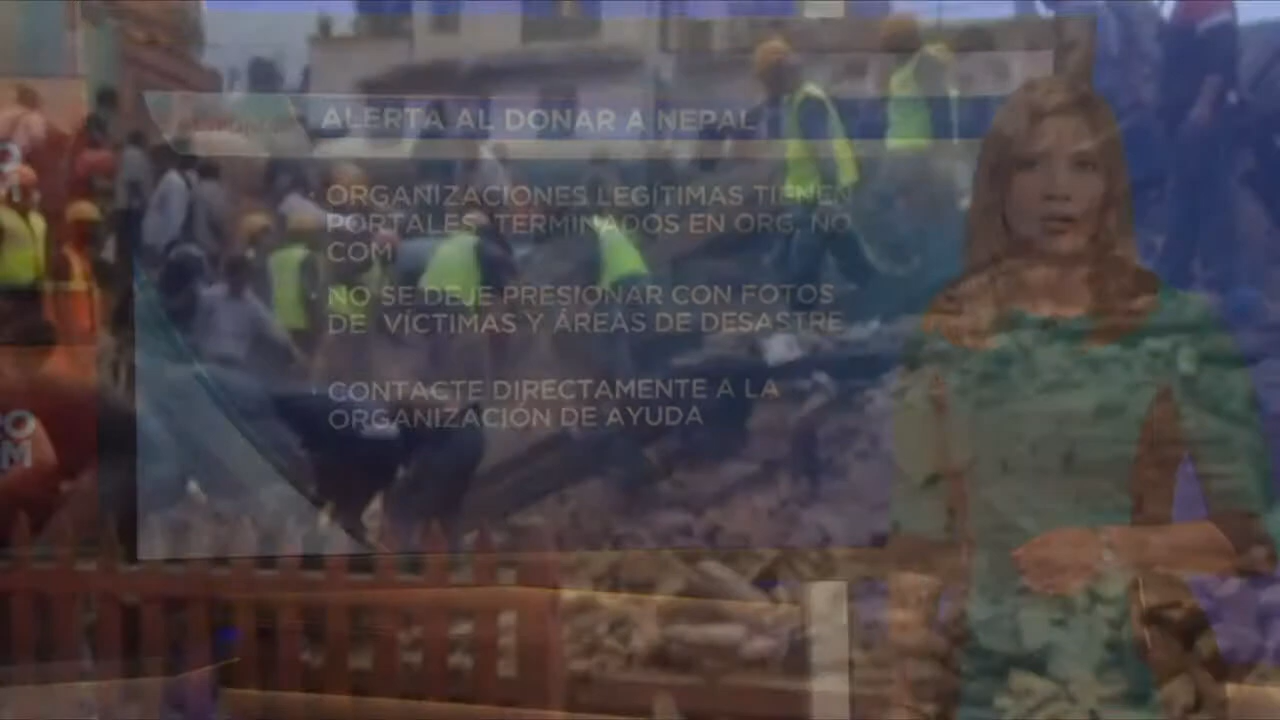 ALERTA AL DONAR A NEPAL
ORGANIZACIONES LEGÍTIMAS TIENEN
PORTALES TERMINADOS EN ORG, NO
COM
NO SE DEJE PRESIONAR CON FOTOS
DE VÍCTIMAS Y ÁREAS DE DESASTRE
CONTACTE DIRECTAMENTE A LA
ORGANIZACIÓN DE AYUDA